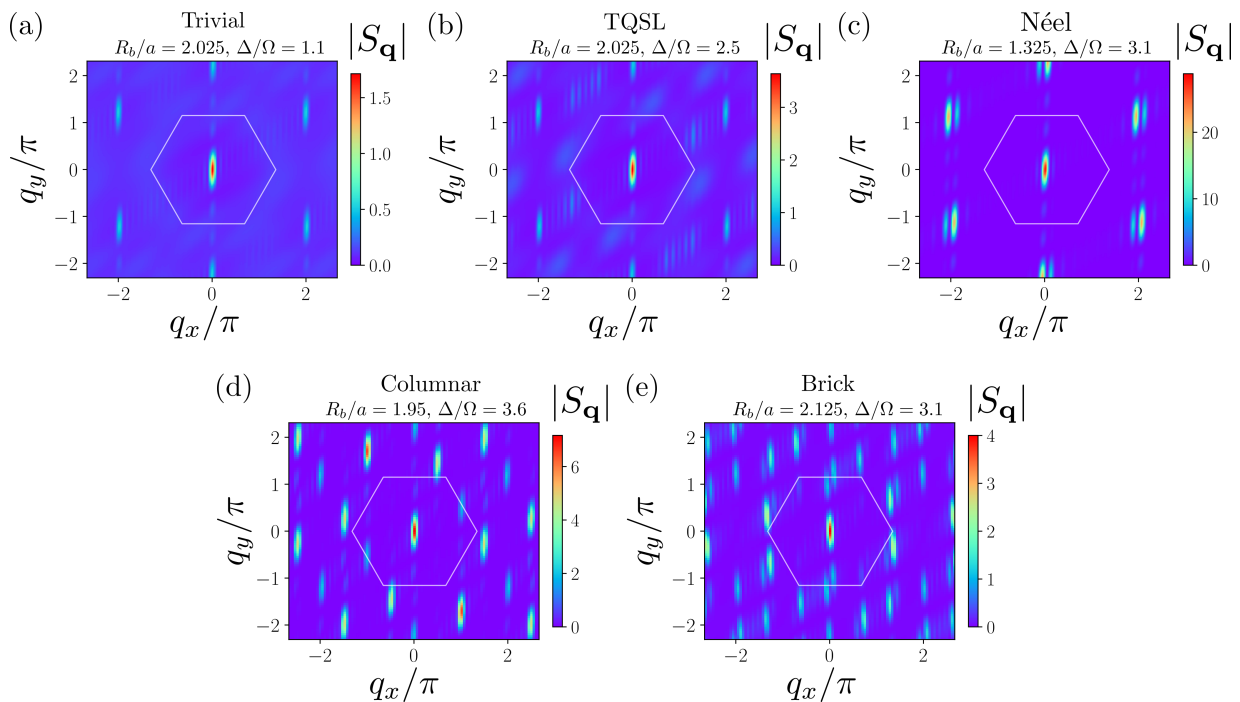 (a)
Trivial
R_b/a = 2.025, Δ/Ω = 1.1
|S_q|
2
1
0
−1
−2
q_y/π
−2
0
2
q_x/π
1.5
1.0
0.5
0.0
(b)
TQSL
R_b/a = 2.025, Δ/Ω = 2.5
|S_q|
2
1
0
−1
−2
q_y/π
−2
0
2
q_x/π
3
2
1
0
(c)
Néel
R_b/a = 1.325, Δ/Ω = 3.1
|S_q|
2
1
0
−1
−2
q_y/π
−2
0
2
q_x/π
20
10
0
(d)
Columnar
R_b/a = 1.95, Δ/Ω = 3.6
|S_q|
2
1
0
−1
−2
q_y/π
−2
0
2
q_x/π
6
4
2
0
(e)
Brick
R_b/a = 2.125, Δ/Ω = 3.1
|S_q|
2
1
0
−1
−2
q_y/π
−2
0
2
q_x/π
4
3
2
1
0